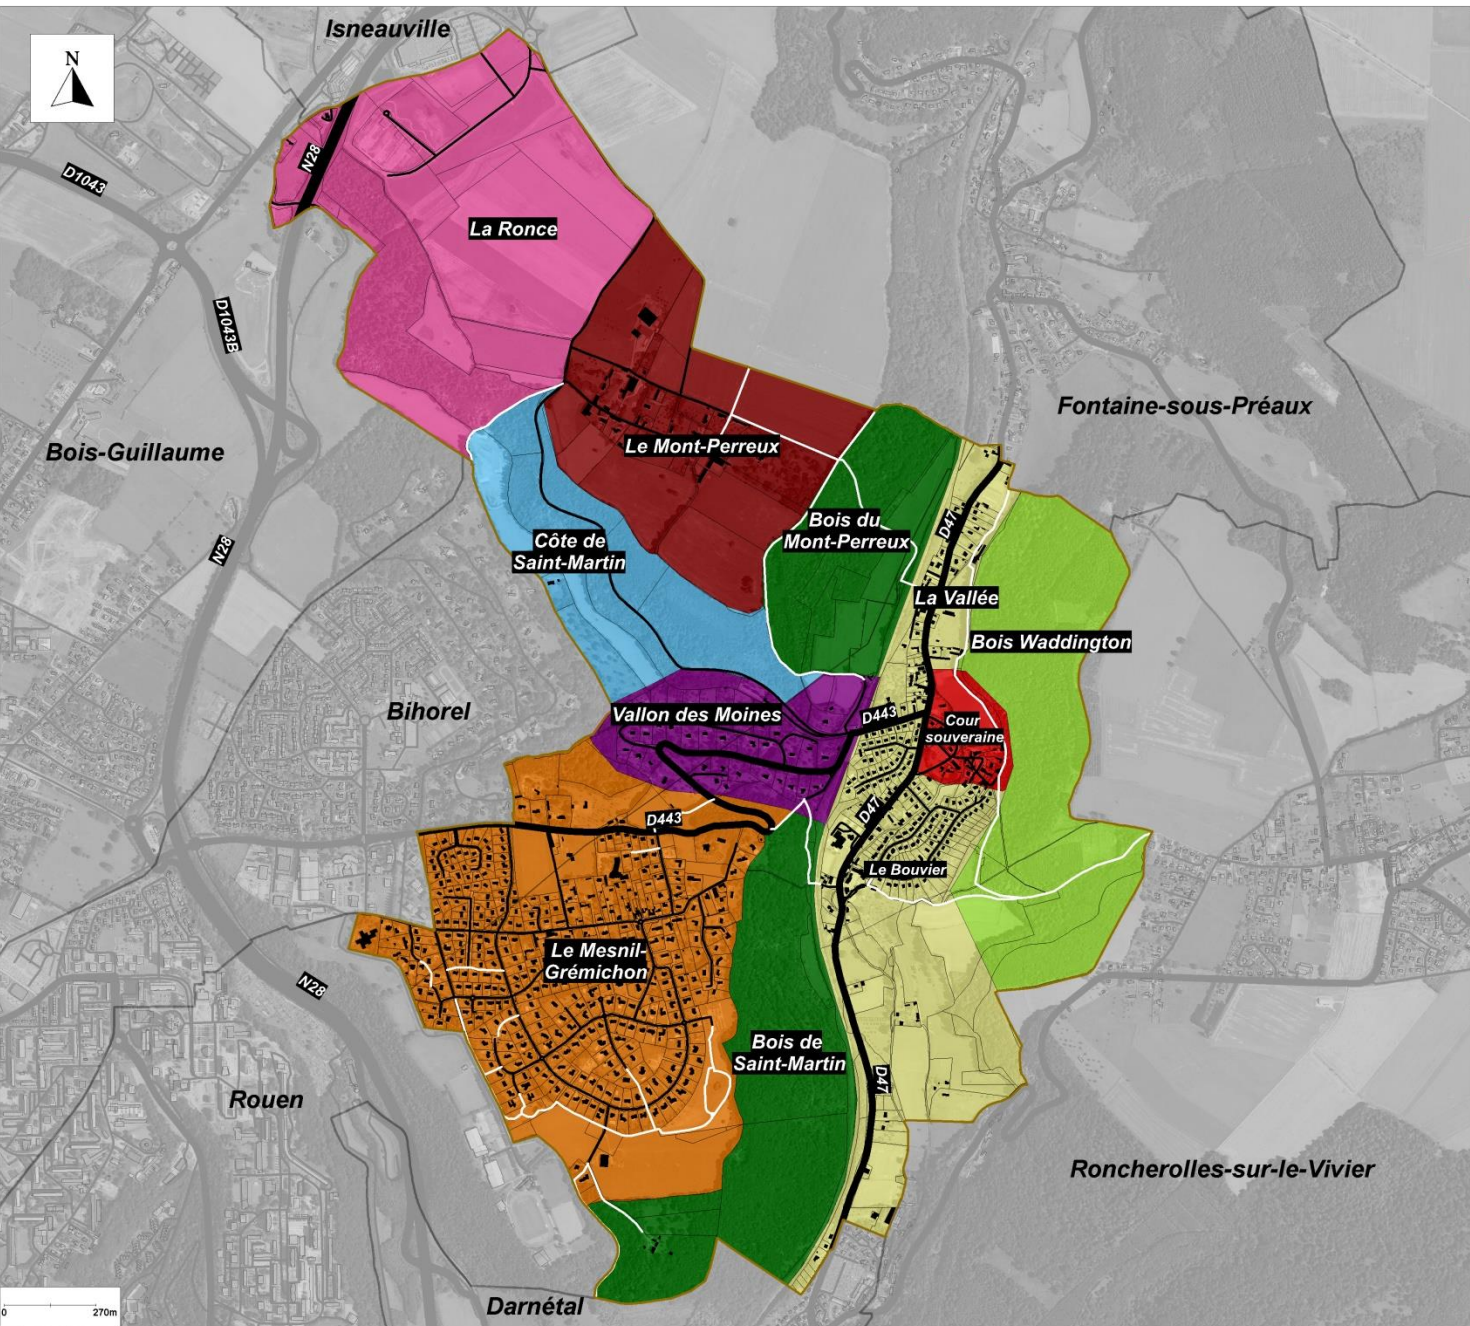 Isneauville
N
D1043
N28
La Ronce
D1043B
Fontaine-sous-Préaux
Bois-Guillaume
Le Mont-Perreux
Bois du
Mont-Perreux
D47
Côte de
Saint-Martin
N28
La Vallée
Bois Waddington
Bihorel
Vallon des Moines
D443
Cour
souveraine
D443
D47
Le Bouvier
Le Mesnil-
Grémichon
N28
Bois de
Saint-Martin
D47
Rouen
Roncherolles-sur-le-Vivier
Darnétal
0
270m